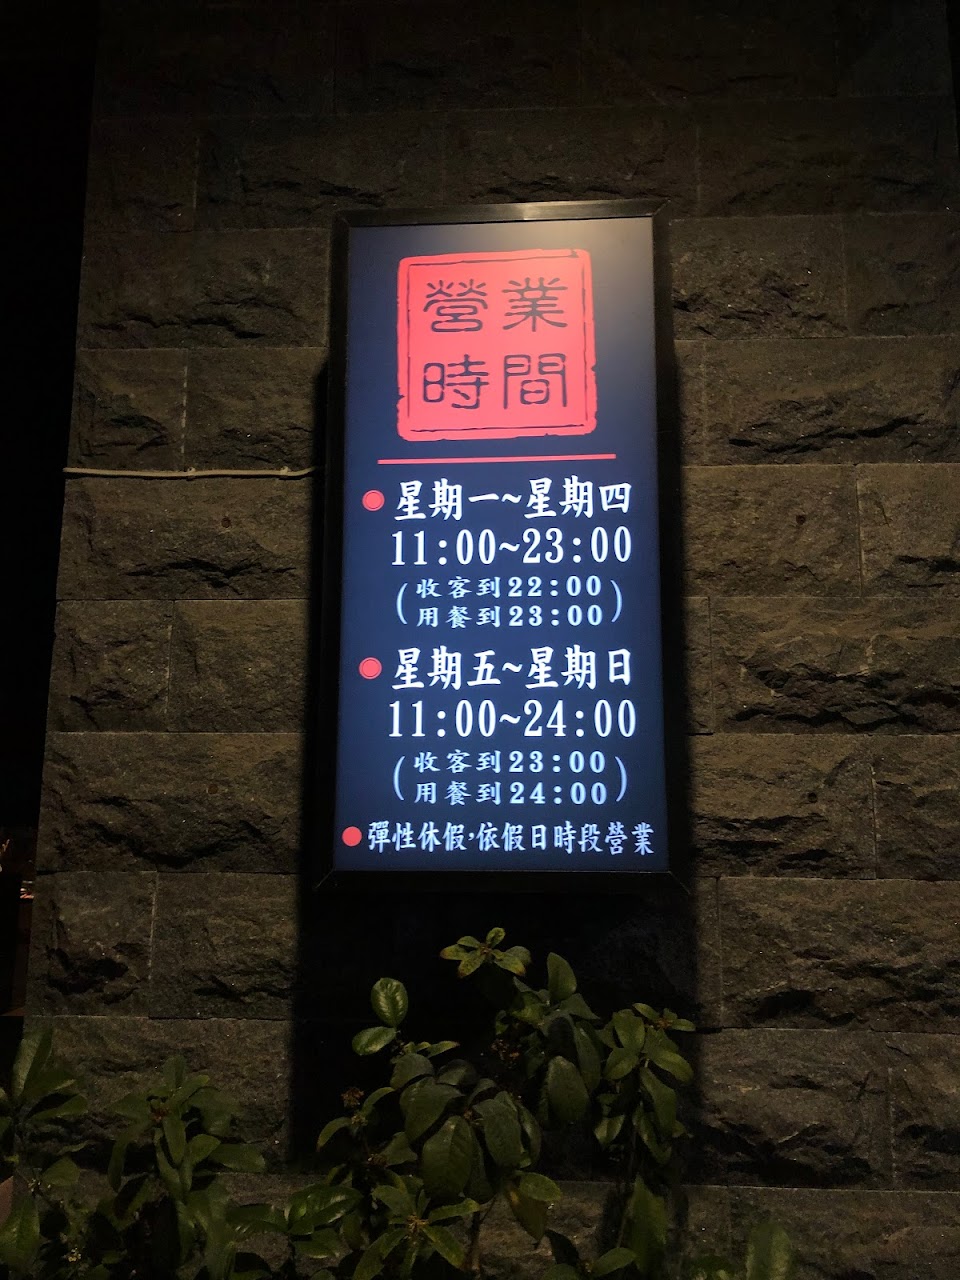 營業
時間
星期一~星期四
11:00~23:00
(收客到22:00
用餐到23:00)
星期五~星期日
11:00~24:00
(收客到23:00
用餐到24:00)
彈性休假,依假日時段營業